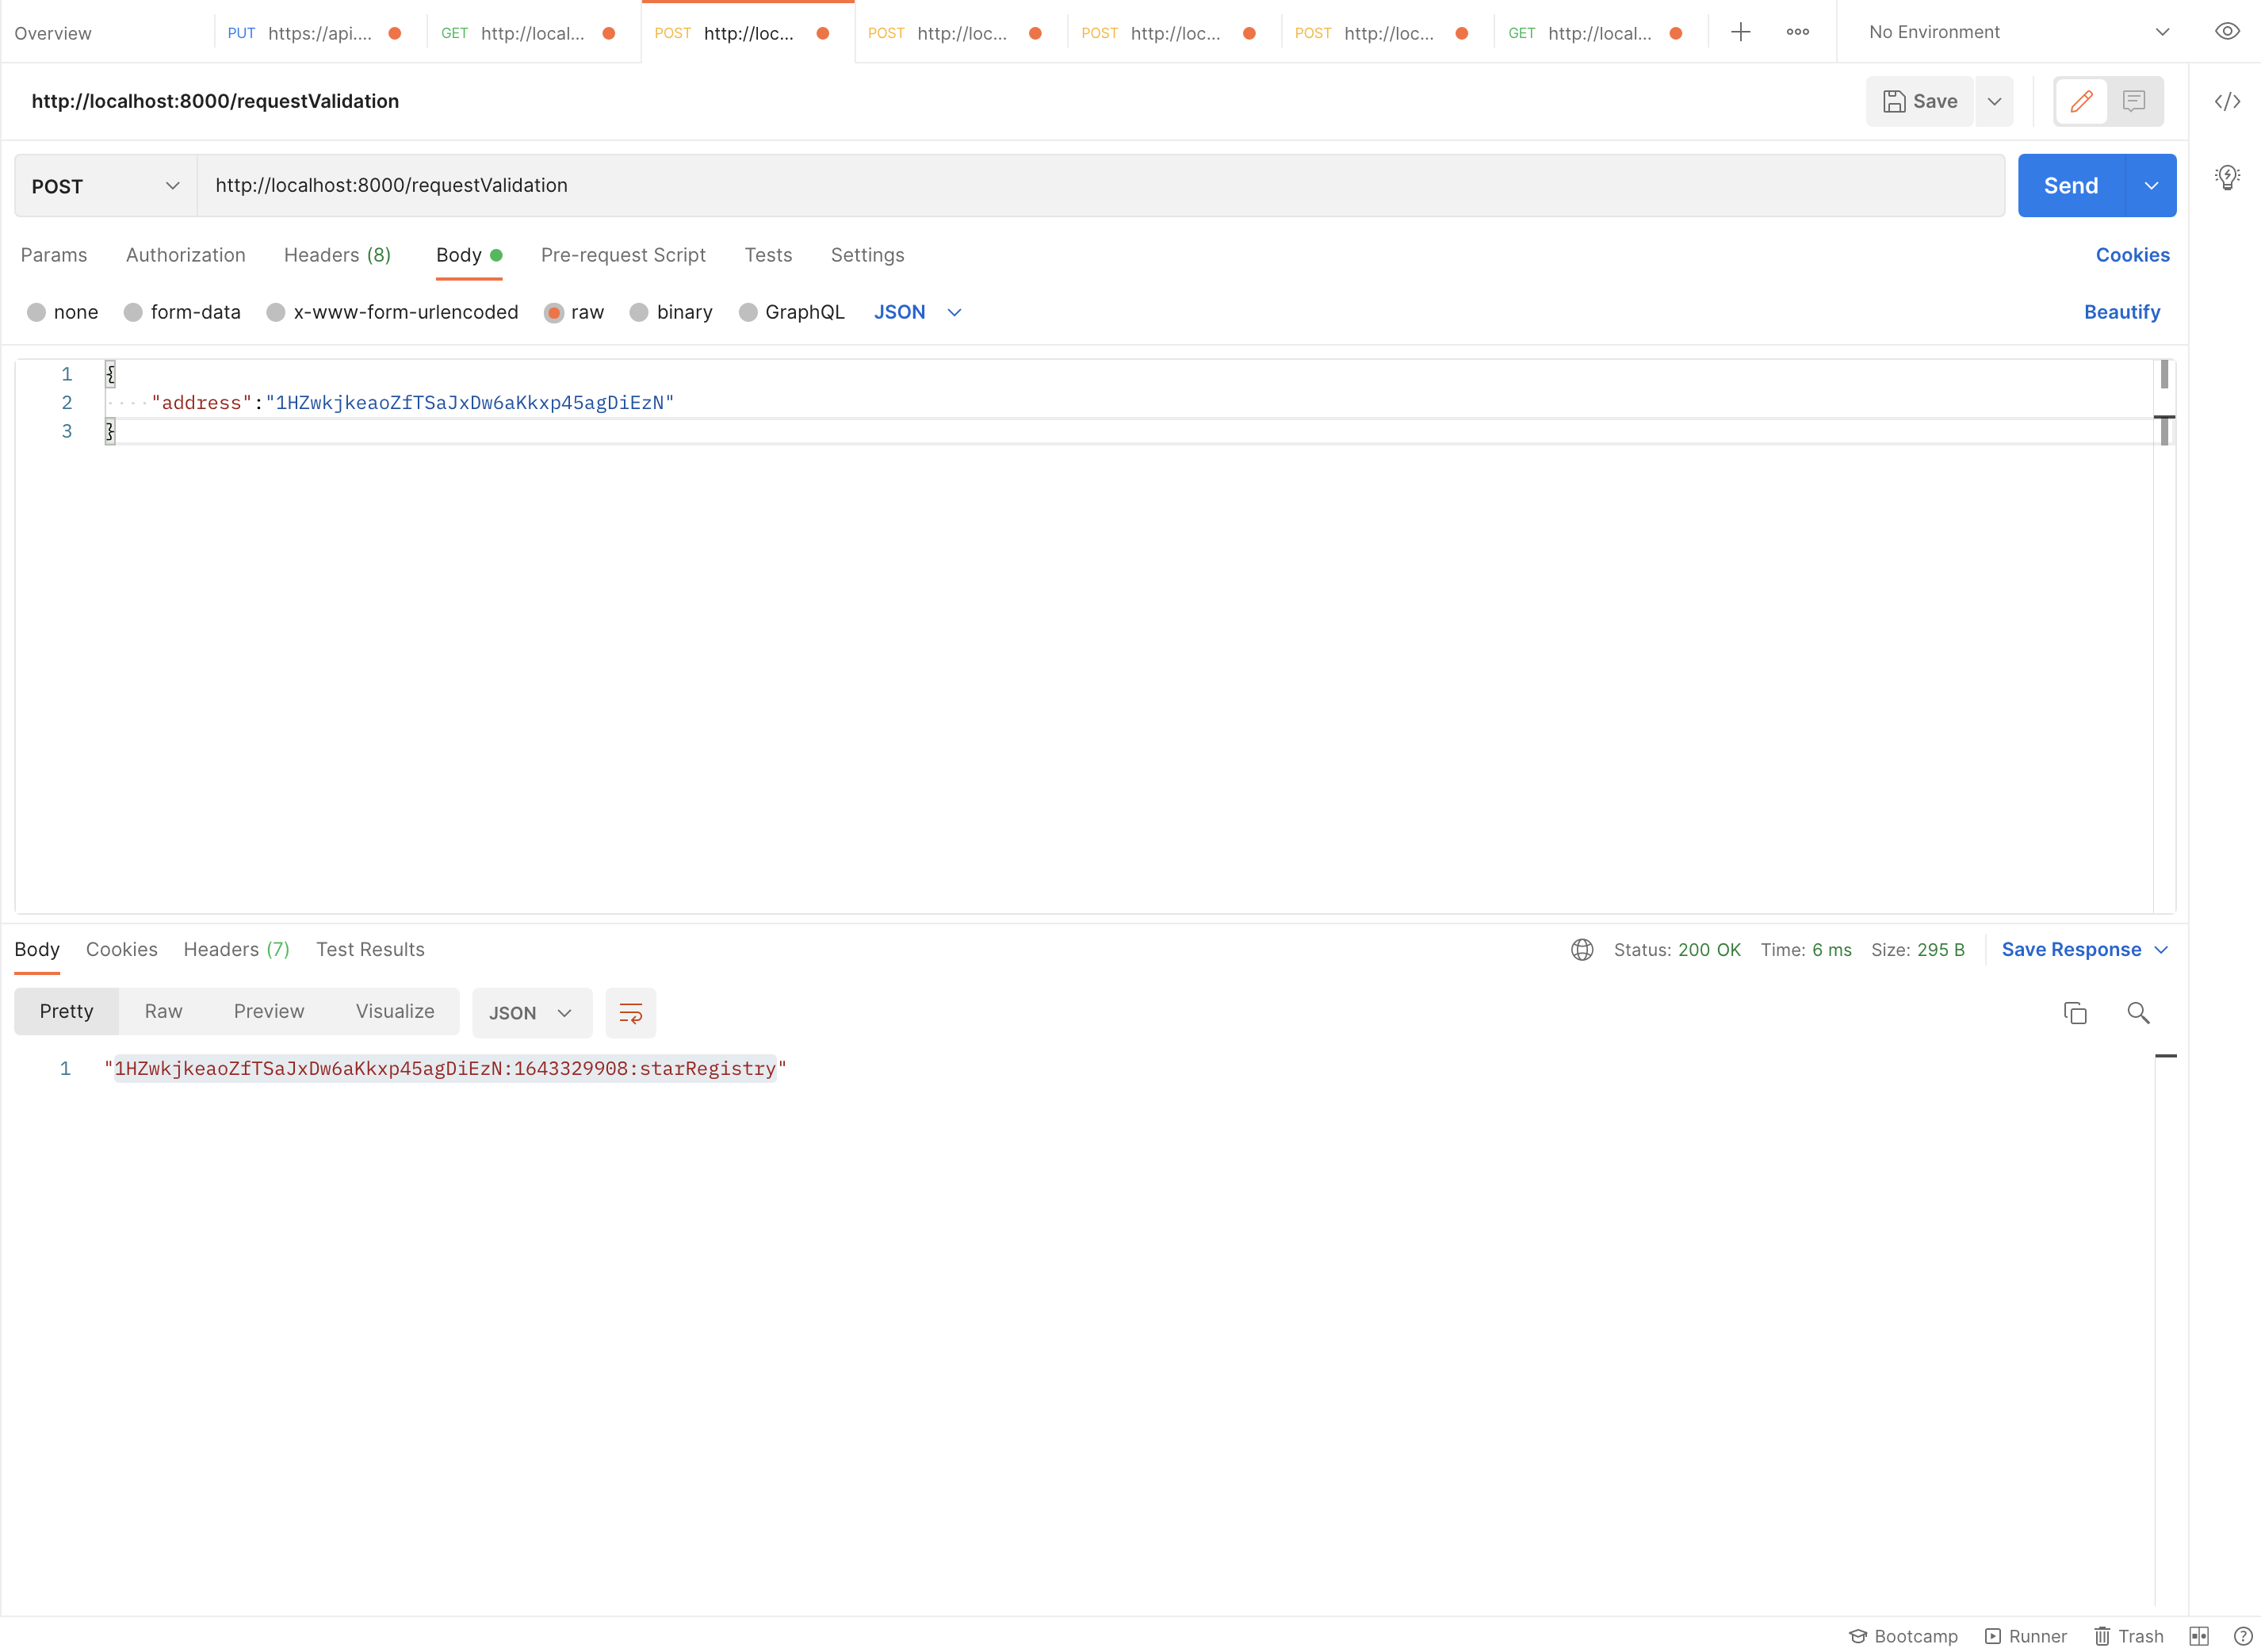 Overview PUT https://api.... GET http://local... POST http://loc... POST http://loc... POST http://loc... POST http://loc... GET http://local... No Environment
http://localhost:8000/requestValidation Save
POST http://localhost:8000/requestValidation Send
Params Authorization Headers (8) Body Pre-request Script Tests Settings Cookies
none form-data x-www-form-urlencoded raw binary GraphQL JSON Beautify
1 {
2 "address":"1HZwkjkeaoZfTSaJxDw6aKkxp45agDiEzN"
3 }
Body Cookies Headers (7) Test Results Status: 200 OK Time: 6 ms Size: 295 B Save Response
Pretty Raw Preview Visualize JSON
1 "1HZwkjkeaoZfTSaJxDw6aKkxp45agDiEzN:1643329908:starRegistry"
Bootcamp Runner Trash